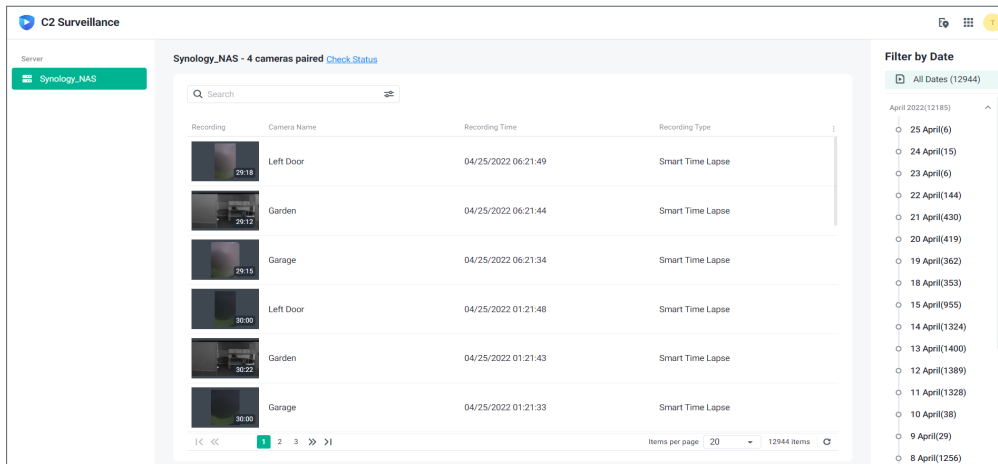 C2 Surveillance
T
Server
Synology_NAS
Synology_NAS - 4 cameras paired Check Status
Search
Recording Camera Name Recording Time Recording Type
29:18 Left Door 04/25/2022 06:21:49 Smart Time Lapse
29:12 Garden 04/25/2022 06:21:44 Smart Time Lapse
29:15 Garage 04/25/2022 06:21:34 Smart Time Lapse
30:00 Left Door 04/25/2022 01:21:48 Smart Time Lapse
30:22 Garden 04/25/2022 01:21:43 Smart Time Lapse
30:00 Garage 04/25/2022 01:21:33 Smart Time Lapse
1 2 3 Items per page 20 12944 items
Filter by Date
All Dates (12944)
April 2022(12185)
25 April(6)
24 April(15)
23 April(6)
22 April(144)
21 April(430)
20 April(419)
19 April(362)
18 April(353)
15 April(955)
14 April(1324)
13 April(1400)
12 April(1389)
11 April(1328)
10 April(38)
9 April(29)
8 April(1256)